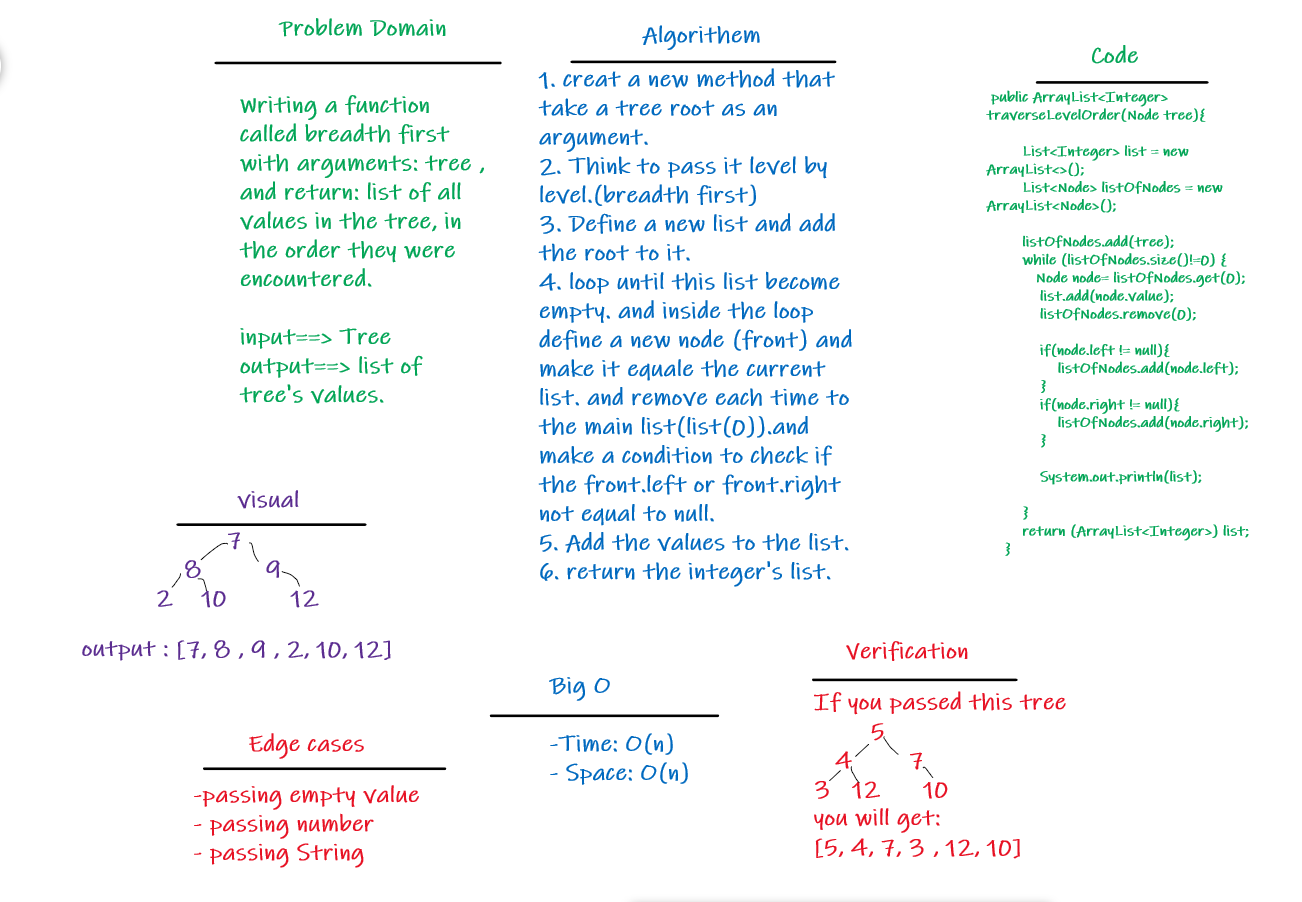 Problem Domain
Writing a function
called breadth first
with arguments: tree ,
and return: list of all
values in the tree, in
the order they were
encountered.
input==> Tree
output==> list of
tree's values.
visual
7
8 9
2 10 12
output : [7, 8 , 9 , 2, 10, 12]
Edge cases
-passing empty value
- passing number
- passing String
Algorithem
1. creat a new method that
take a tree root as an
argument.
2. Think to pass it level by
level.(breadth first)
3. Define a new list and add
the root to it.
4. loop until this list become
empty. and inside the loop
define a new node (front) and
make it equale the current
list. and remove each time to
the main list(list(0)).and
make a condition to check if
the front.left or front.right
not equal to null.
5. Add the values to the list.
6. return the integer's list.
Big O
-Time: O(n)
- Space: O(n)
Code
public ArrayList<Integer>
traverseLevelOrder(Node tree){
List<Integer> list = new
ArrayList<>();
List<Node> listOfNodes = new
ArrayList<Node>();
listOfNodes.add(tree);
while (listOfNodes.size()!=0) {
Node node= listOfNodes.get(0);
list.add(node.value);
listOfNodes.remove(0);
if(node.left != null){
listOfNodes.add(node.left);
}
if(node.right != null){
listOfNodes.add(node.right);
}
System.out.println(list);
}
return (ArrayList<Integer>) list;
}
Verification
If you passed this tree
5
4 7
3 12 10
you will get:
[5, 4, 7, 3 , 12, 10]